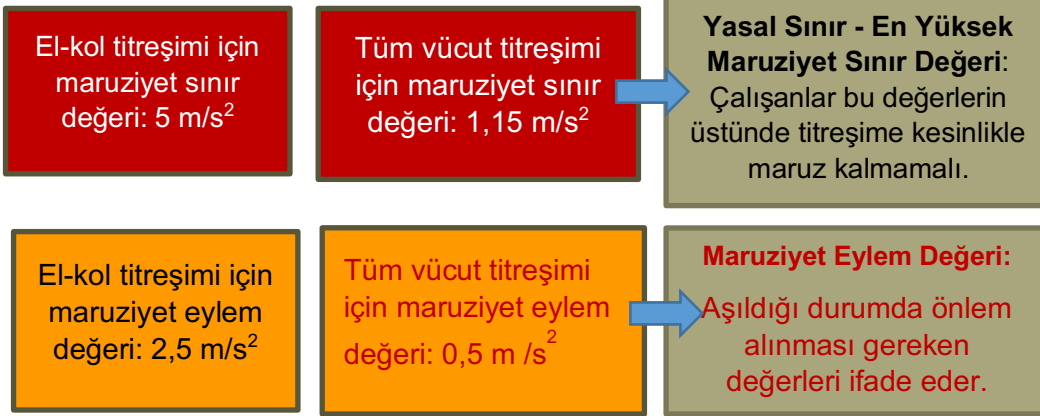 El-kol titreşimi için
maruziyet sınır
değeri: 5 m/s²
Tüm vücut titreşimi
için maruziyet sınır
değeri: 1,15 m/s²
Yasal Sınır - En Yüksek
Maruziyet Sınır Değeri:
Çalışanlar bu değerlerin
üstünde titreşime kesinlikle
maruz kalmamalı.
El-kol titreşimi için
maruziyet eylem
değeri: 2,5 m/s²
Tüm vücut titreşimi
için maruziyet eylem
değeri: 0,5 m /s²
Maruziyet Eylem Değeri:
Aşıldığı durumda önlem
alınması gereken
değerleri ifade eder.